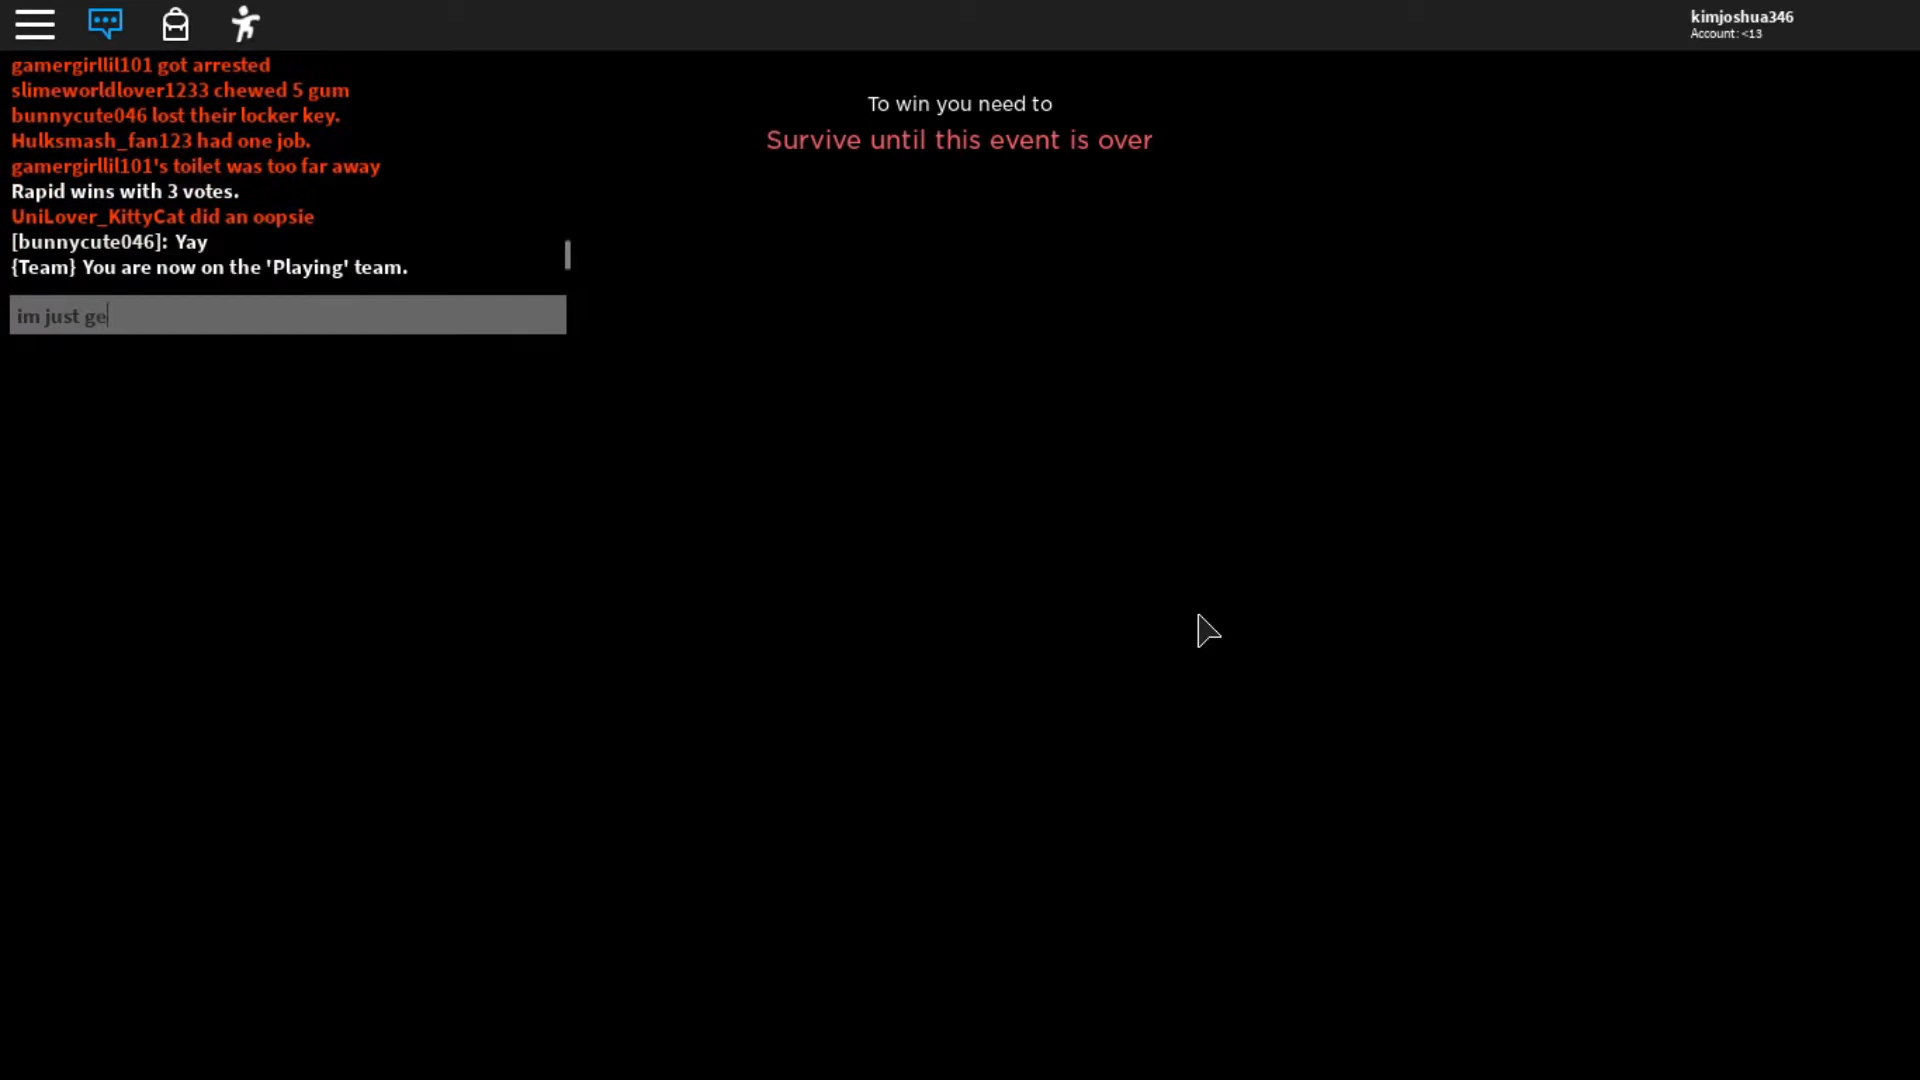 kimjoshua346
Account: <13
gamergirllil101 got arrested
slimeworldlover1233 chewed 5 gum
bunnycute046 lost their locker key.
Hulksmash_fan123 had one job.
gamergirllil101's toilet was too far away
Rapid wins with 3 votes.
UniLover_KittyCat did an oopsie
[bunnycute046]: Yay
{Team} You are now on the 'Playing' team.
im just ge
To win you need to
Survive until this event is over